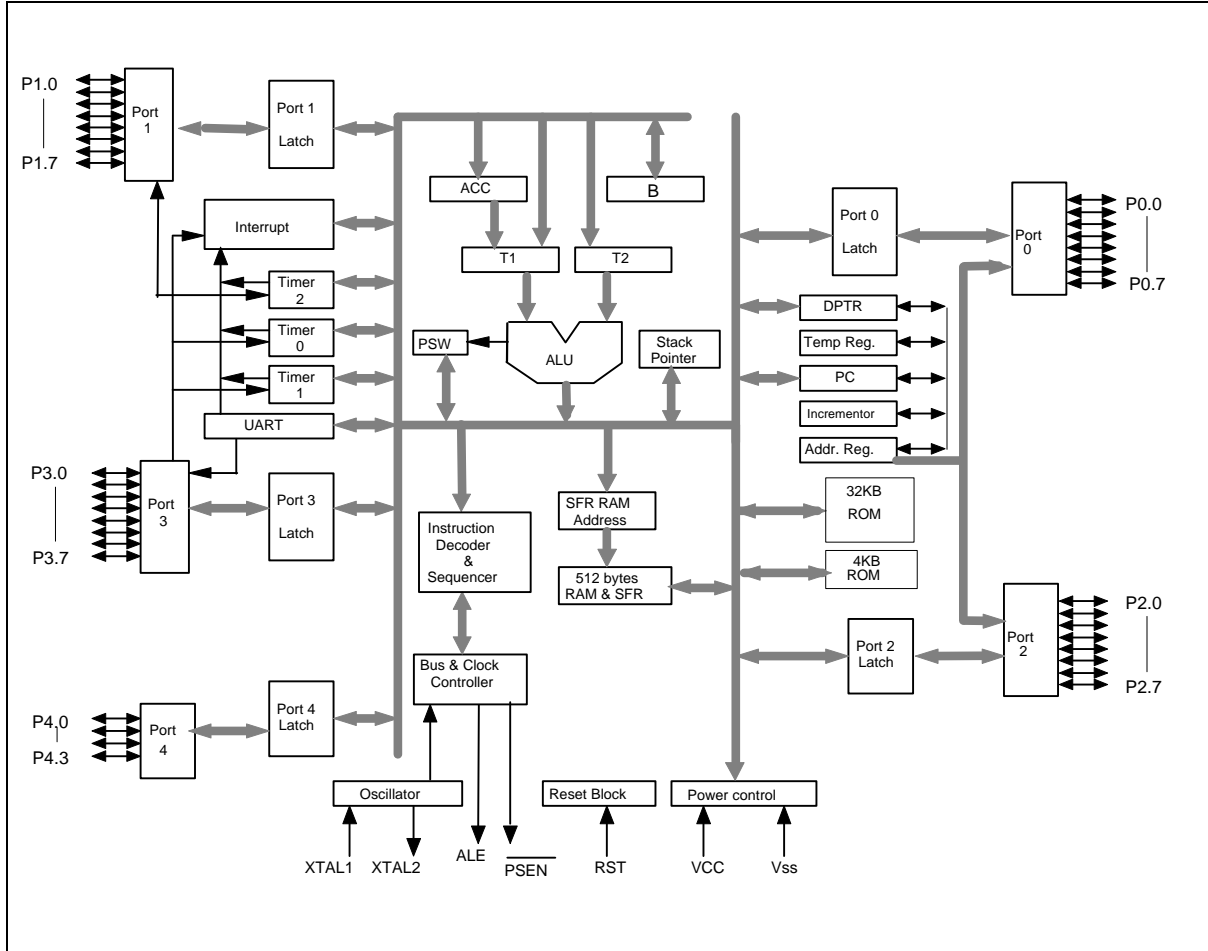 P1.0
P1.7
Port
1
Port 1
Latch
ACC
B
Interrupt
T1
T2
Timer
2
Timer
0
Timer
1
UART
PSW
ALU
Stack
Pointer
Port 0
Latch
Port
0
P0.0
P0.7
DPTR
Temp Reg.
PC
Incrementor
Addr. Reg.
P3.0
P3.7
Port
3
Port 3
Latch
Instruction
Decoder
&
Sequencer
SFR RAM
Address
512 bytes
RAM & SFR
32KB
ROM
4KB
ROM
Port 2
Latch
Port
2
P2.0
P2.7
Bus & Clock
Controller
P4.0
P4.3
Port
4
Port 4
Latch
Oscillator
Reset Block
Power control
XTAL1
XTAL2
ALE
PSEN
RST
VCC
Vss